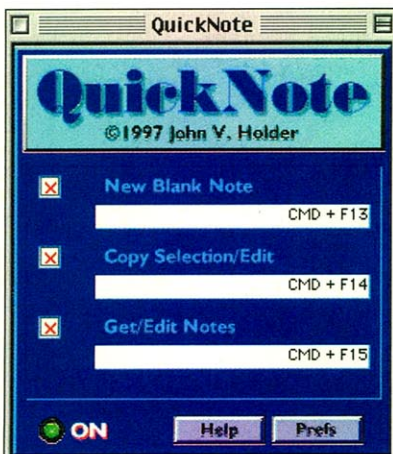 QuickNote
QuickNote
©1997 John V. Holder
New Blank Note
CMD + F13
Copy Selection/Edit
CMD + F14
Get/Edit Notes
CMD + F15
ON
Help
Prefs